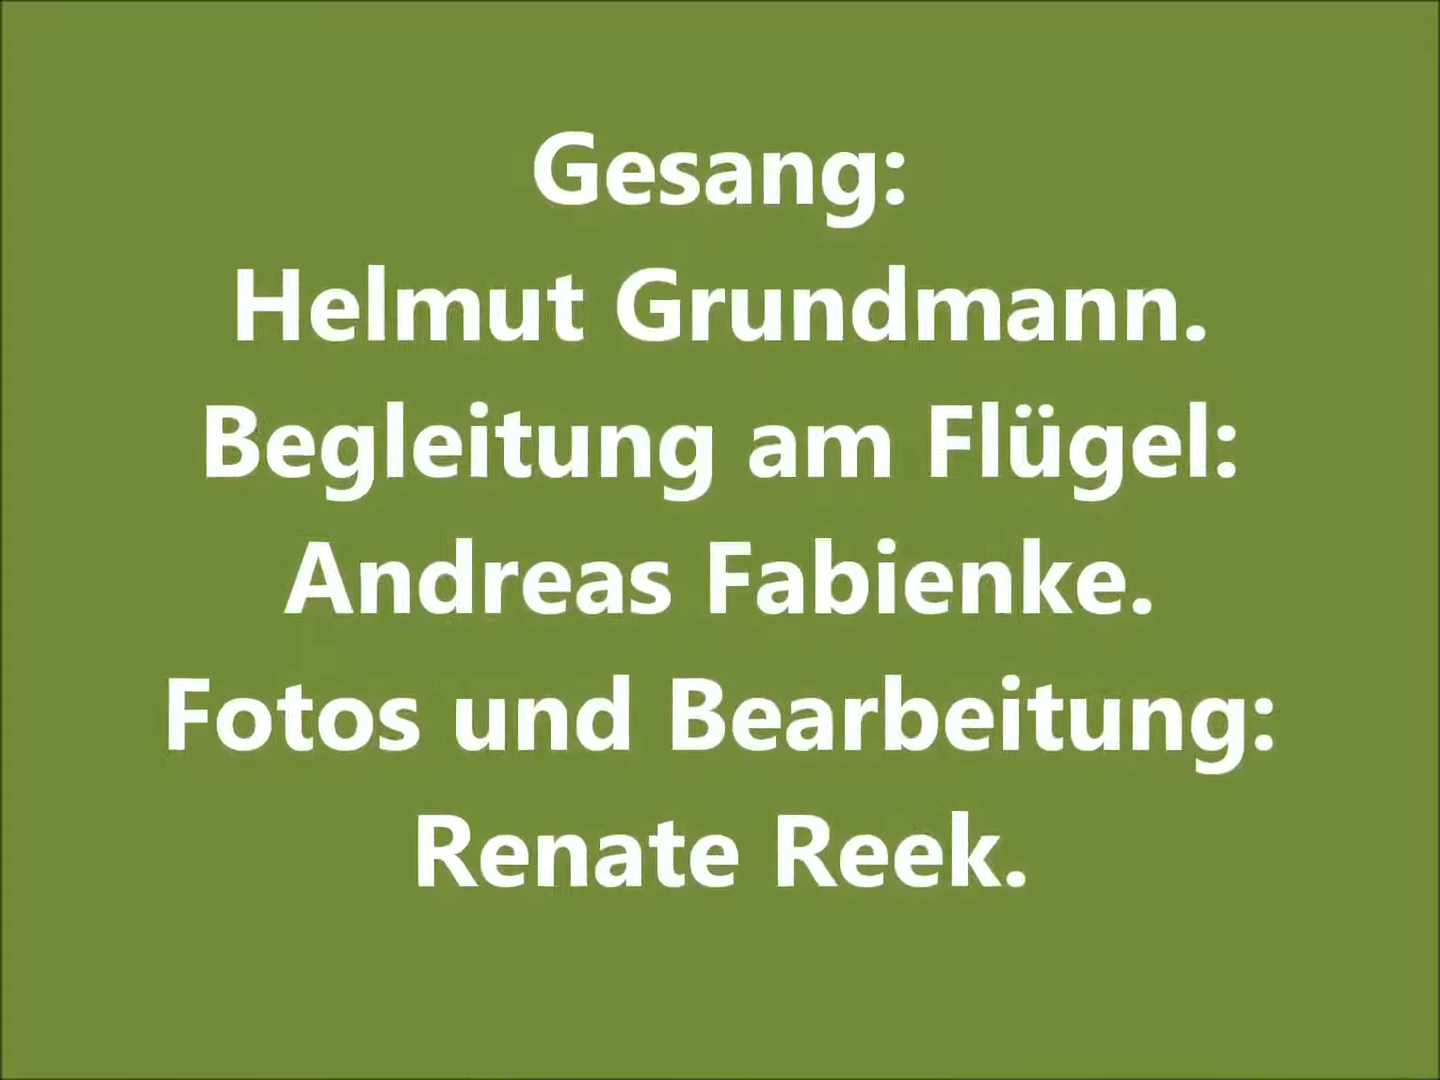 Gesang:
Helmut Grundmann.
Begleitung am Flügel:
Andreas Fabienke.
Fotos und Bearbeitung:
Renate Reek.